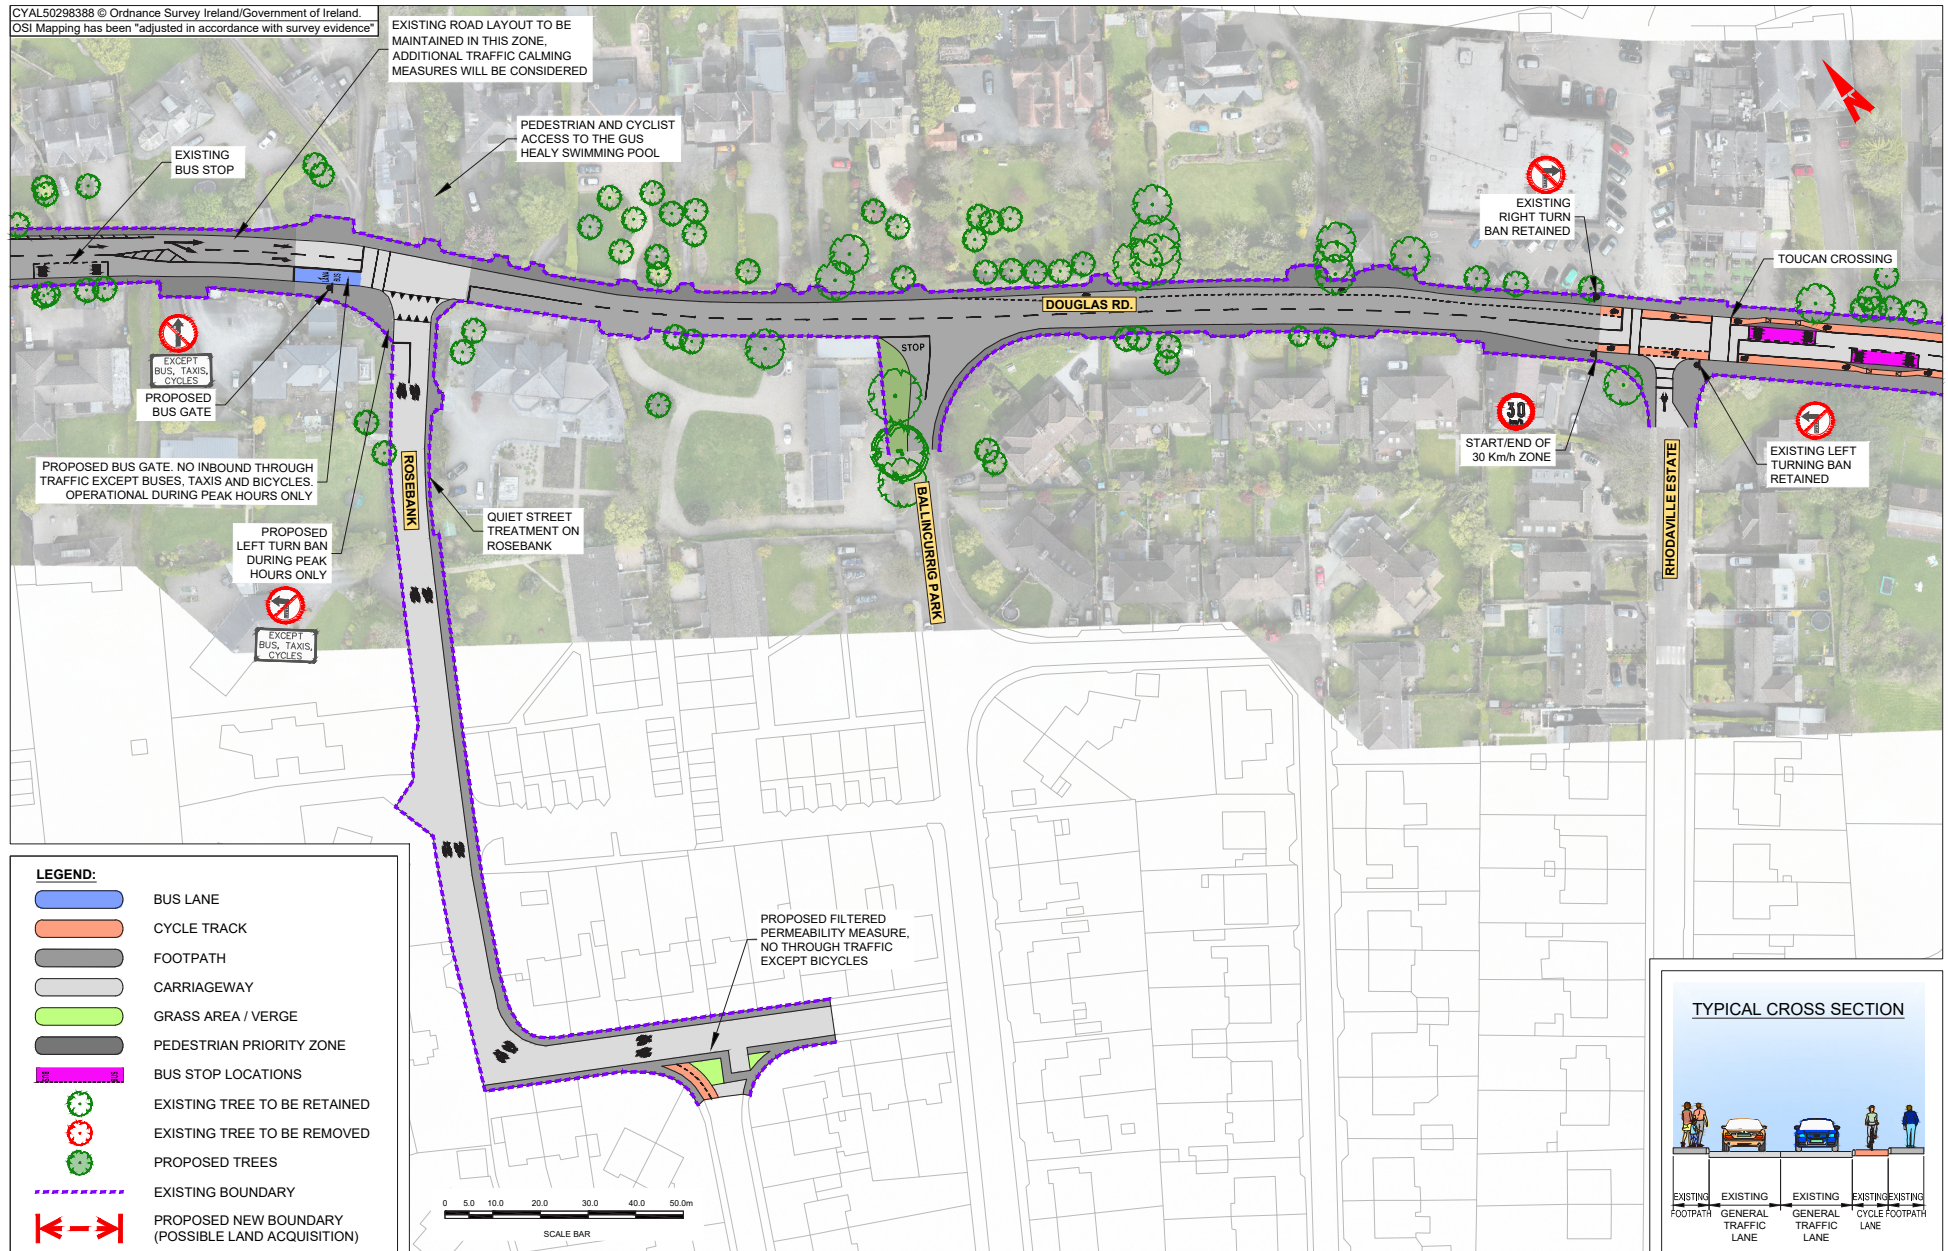 CYAL50298388 © Ordnance Survey Ireland/Government of Ireland.
OSI Mapping has been "adjusted in accordance with survey evidence"
EXISTING ROAD LAYOUT TO BE
MAINTAINED IN THIS ZONE,
ADDITIONAL TRAFFIC CALMING
MEASURES WILL BE CONSIDERED
PEDESTRIAN AND CYCLIST
ACCESS TO THE GUS
HEALY SWIMMING POOL
EXISTING
BUS STOP
EXISTING
RIGHT TURN
BAN RETAINED
TOUCAN CROSSING
N
DOUGLAS RD.
STOP
EXCEPT
BUS, TAXIS,
CYCLES
PROPOSED
BUS GATE
30
START/END OF
30 Km/h ZONE
EXISTING LEFT
TURNING BAN
RETAINED
PROPOSED BUS GATE. NO INBOUND THROUGH
TRAFFIC EXCEPT BUSES, TAXIS AND BICYCLES.
OPERATIONAL DURING PEAK HOURS ONLY
ROSEBANK
BALLINCURRIG PARK
RHODAVILLE ESTATE
QUIET STREET
TREATMENT ON
ROSEBANK
PROPOSED
LEFT TURN BAN
DURING PEAK
HOURS ONLY
EXCEPT
BUS, TAXIS,
CYCLES
PROPOSED FILTERED
PERMEABILITY MEASURE,
NO THROUGH TRAFFIC
EXCEPT BICYCLES
LEGEND:
BUS LANE
CYCLE TRACK
FOOTPATH
CARRIAGEWAY
GRASS AREA / VERGE
PEDESTRIAN PRIORITY ZONE
BUS STOP LOCATIONS
EXISTING TREE TO BE RETAINED
EXISTING TREE TO BE REMOVED
PROPOSED TREES
EXISTING BOUNDARY
PROPOSED NEW BOUNDARY
(POSSIBLE LAND ACQUISITION)
0 5.0 10.0 20.0 30.0 40.0 50.0m
SCALE BAR
TYPICAL CROSS SECTION
EXISTING
FOOTPATH
EXISTING
GENERAL
TRAFFIC
LANE
EXISTING
GENERAL
TRAFFIC
LANE
EXISTING
CYCLE
LANE
EXISTING
FOOTPATH